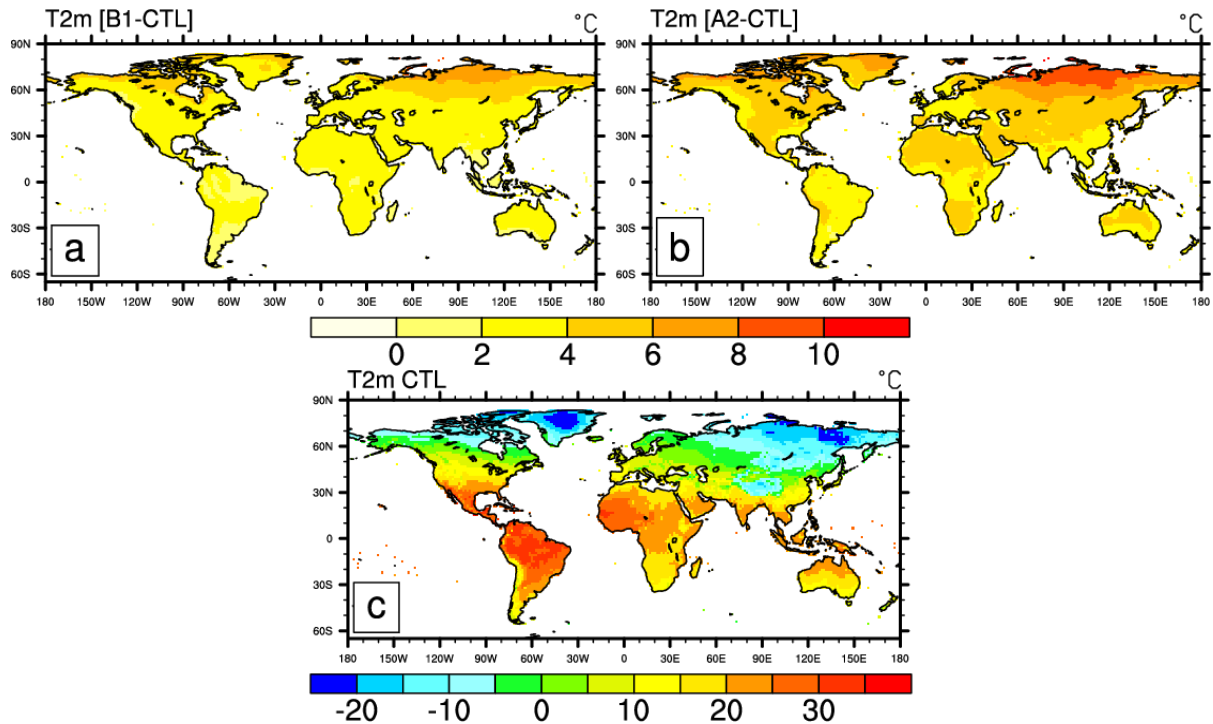 T2m [B1-CTL] °C
90N
60N
30N
0
30S
60S
a
180 150W 120W 90W 60W 30W 0 30E 60E 90E 120E 150E 180
T2m [A2-CTL] °C
90N
60N
30N
0
30S
60S
b
180 150W 120W 90W 60W 30W 0 30E 60E 90E 120E 150E 180
0 2 4 6 8 10
T2m CTL °C
90N
60N
30N
0
30S
60S
c
180 150W 120W 90W 60W 30W 0 30E 60E 90E 120E 150E 180
-20 -10 0 10 20 30